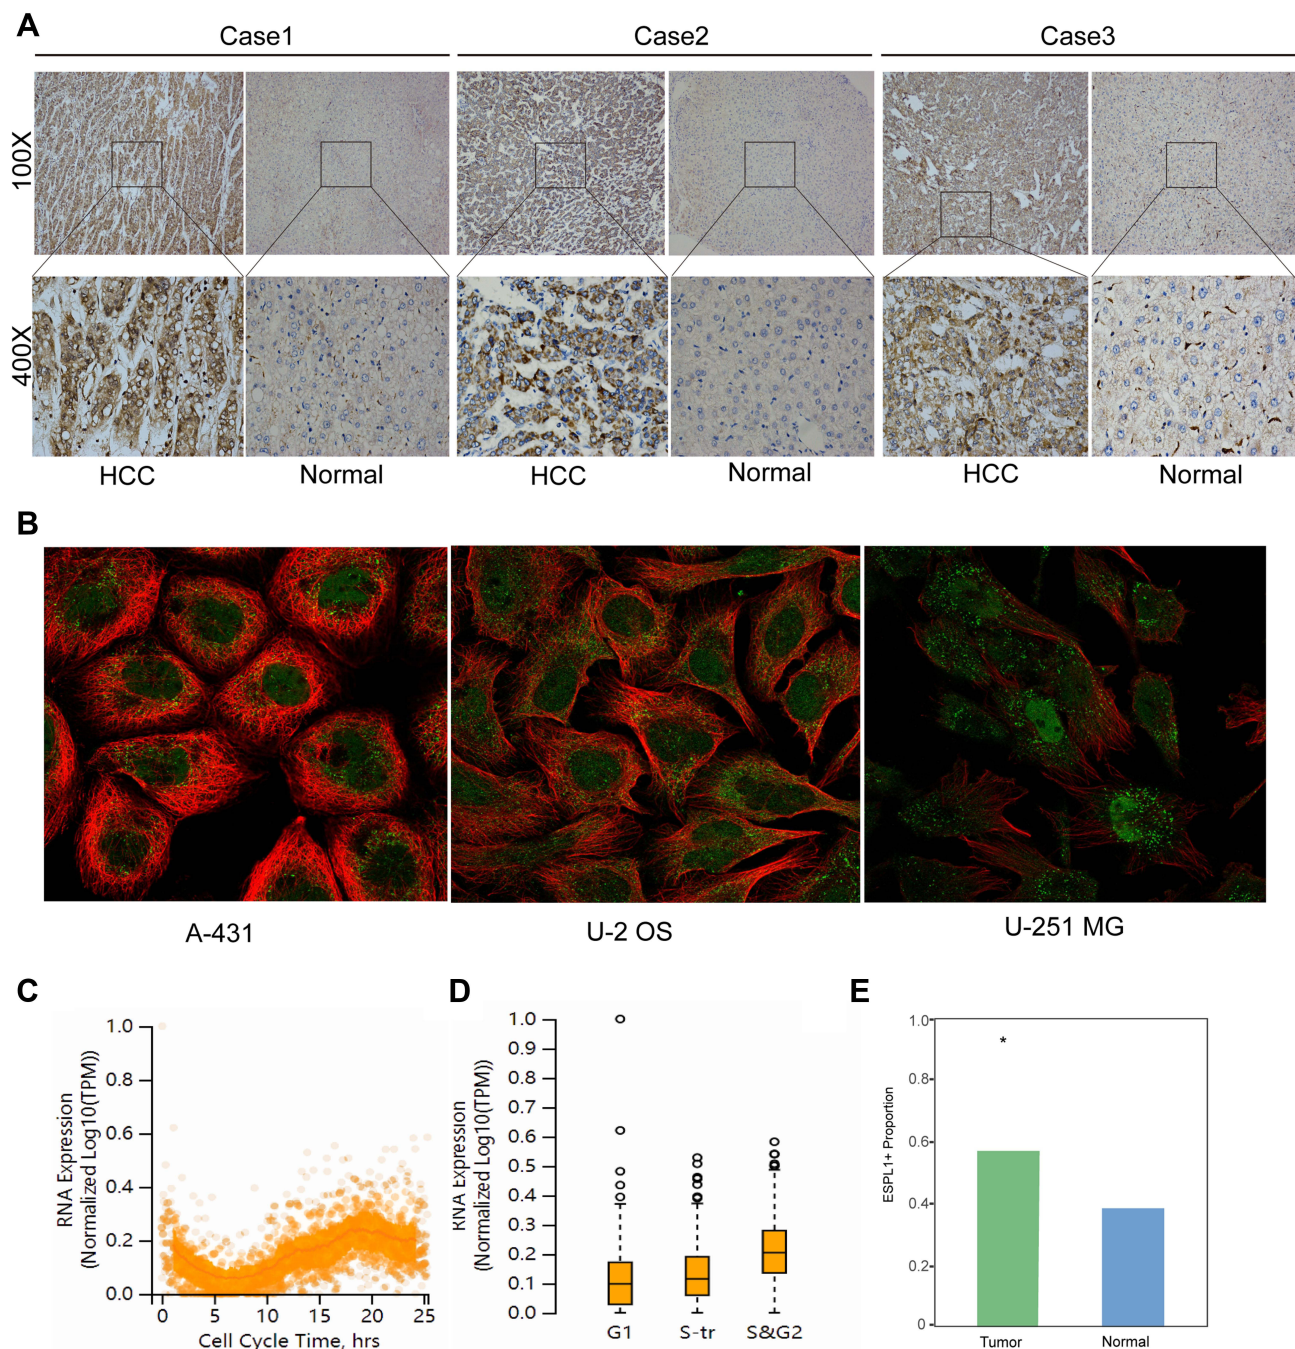 A
Case1 Case2 Case3
100X
400X
HCC Normal HCC Normal HCC Normal
B
A-431 U-2 OS U-251 MG
C
RNA Expression
(Normalized Log10(TPM))
1.0
0.8
0.6
0.4
0.2
0.0
0 5 10 15 20 25
Cell Cycle Time, hrs
D
RNA Expression
(Normalized Log10(TPM))
1.0
0.9
0.8
0.7
0.6
0.5
0.4
0.3
0.2
0.1
0.0
G1 S-tr S&G2
E
ESPL1+ Proportion
1.0
0.8
0.6
0.4
0.2
0
*
Tumor Normal